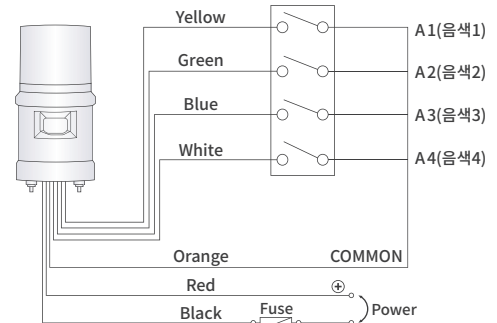 Yellow A1(음색1)
Green A2(음색2)
Blue A3(음색3)
White A4(음색4)
Orange COMMON
Red ⊕
Black Fuse Power